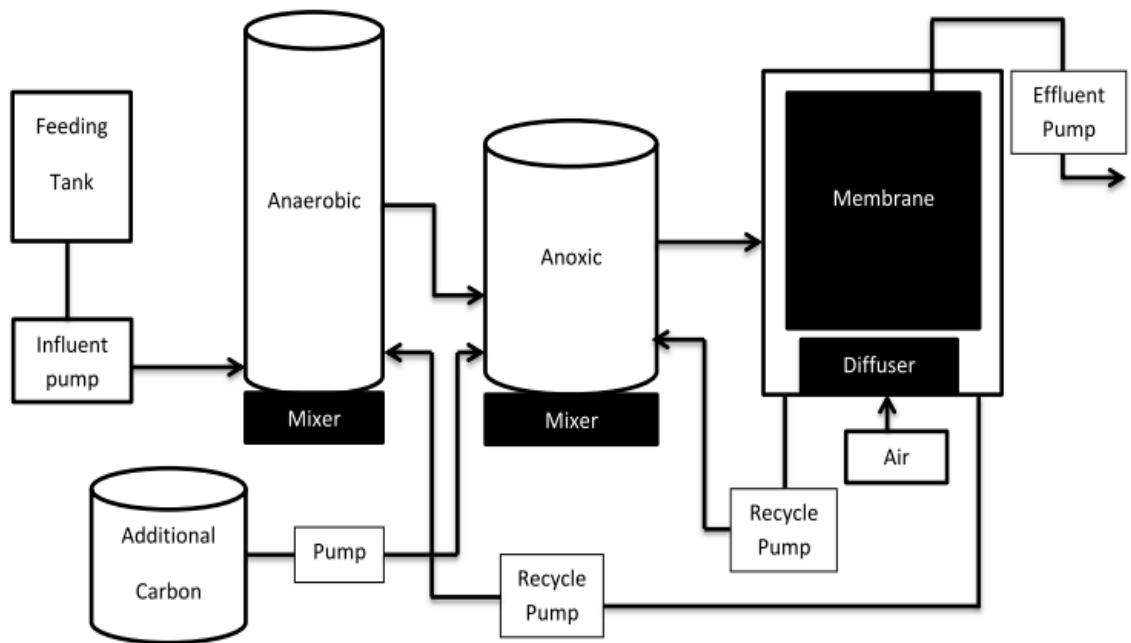 Feeding
Tank
Influent
pump
Anaerobic
Mixer
Anoxic
Mixer
Membrane
Diffuser
Air
Effluent
Pump
Additional
Carbon
Pump
Recycle
Pump
Recycle
Pump